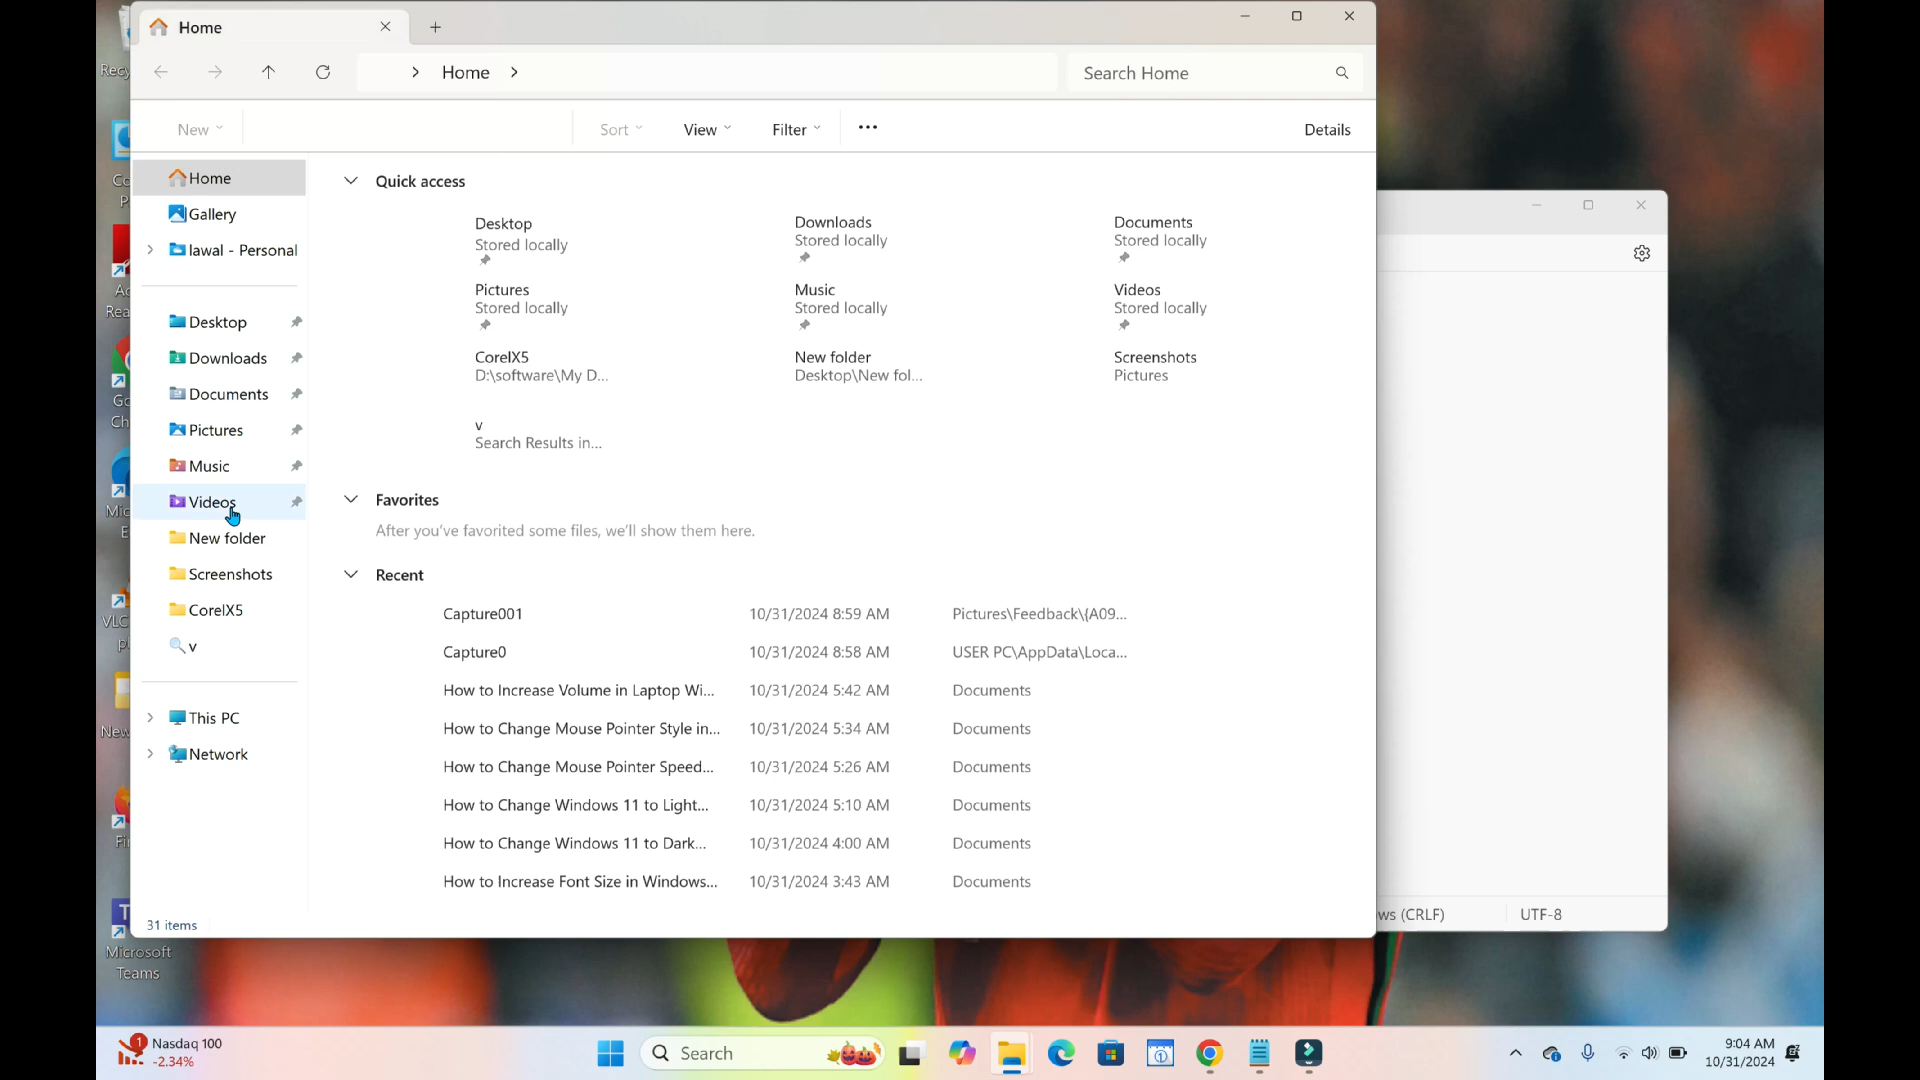 Home
Home
Search Home
New
Sort
View
Filter
Details
Home
Gallery
lawal - Personal
Desktop
Downloads
Documents
Pictures
Music
Videos
New folder
Screenshots
CorelX5
v
This PC
Network
31 items
Quick access
Desktop
Stored locally
Downloads
Stored locally
Documents
Stored locally
Pictures
Stored locally
Music
Stored locally
Videos
Stored locally
CorelX5
D:\software\My D...
New folder
Desktop\New fol...
Screenshots
Pictures
v
Search Results in...
Favorites
After you've favorited some files, we'll show them here.
Recent
Capture001 10/31/2024 8:59 AM Pictures\Feedback\{A09...
Capture0 10/31/2024 8:58 AM USER PC\AppData\Loca...
How to Increase Volume in Laptop Wi... 10/31/2024 5:42 AM Documents
How to Change Mouse Pointer Style in... 10/31/2024 5:34 AM Documents
How to Change Mouse Pointer Speed... 10/31/2024 5:26 AM Documents
How to Change Windows 11 to Light... 10/31/2024 5:10 AM Documents
How to Change Windows 11 to Dark... 10/31/2024 4:00 AM Documents
How to Increase Font Size in Windows... 10/31/2024 3:43 AM Documents
ws (CRLF)
UTF-8
Microsoft
Teams
1
Nasdaq 100
-2.34%
Search
9:04 AM
10/31/2024